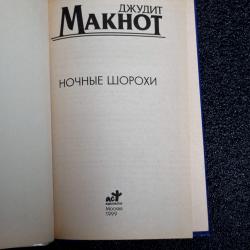 ДЖУДИТ
МАКНОТ
НОЧНЫЕ ШОРОХИ
аст
Москва
1999